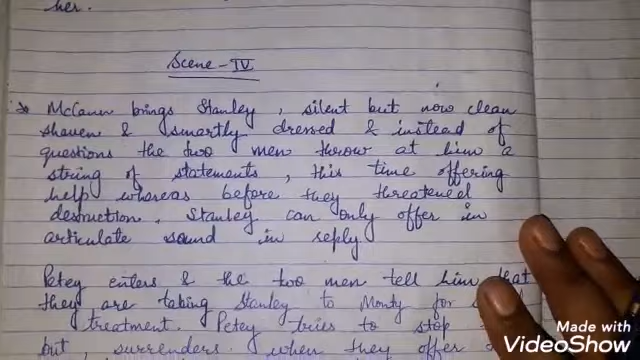 her.
Scene - IV
→ McCann brings Stanley, silent but now clean
shaven & smartly dressed & instead of
questions the two men throw at him a
string of statements, this time offering
help whereas before they threatened
destruction. Stanley can only offer in
articulate sound in reply
Petey enters & the two men tell him that
they are taking Stanley to Monty for
treatment. Petey tries to stop
but, surrenders when they offer
Made with
VideoShow